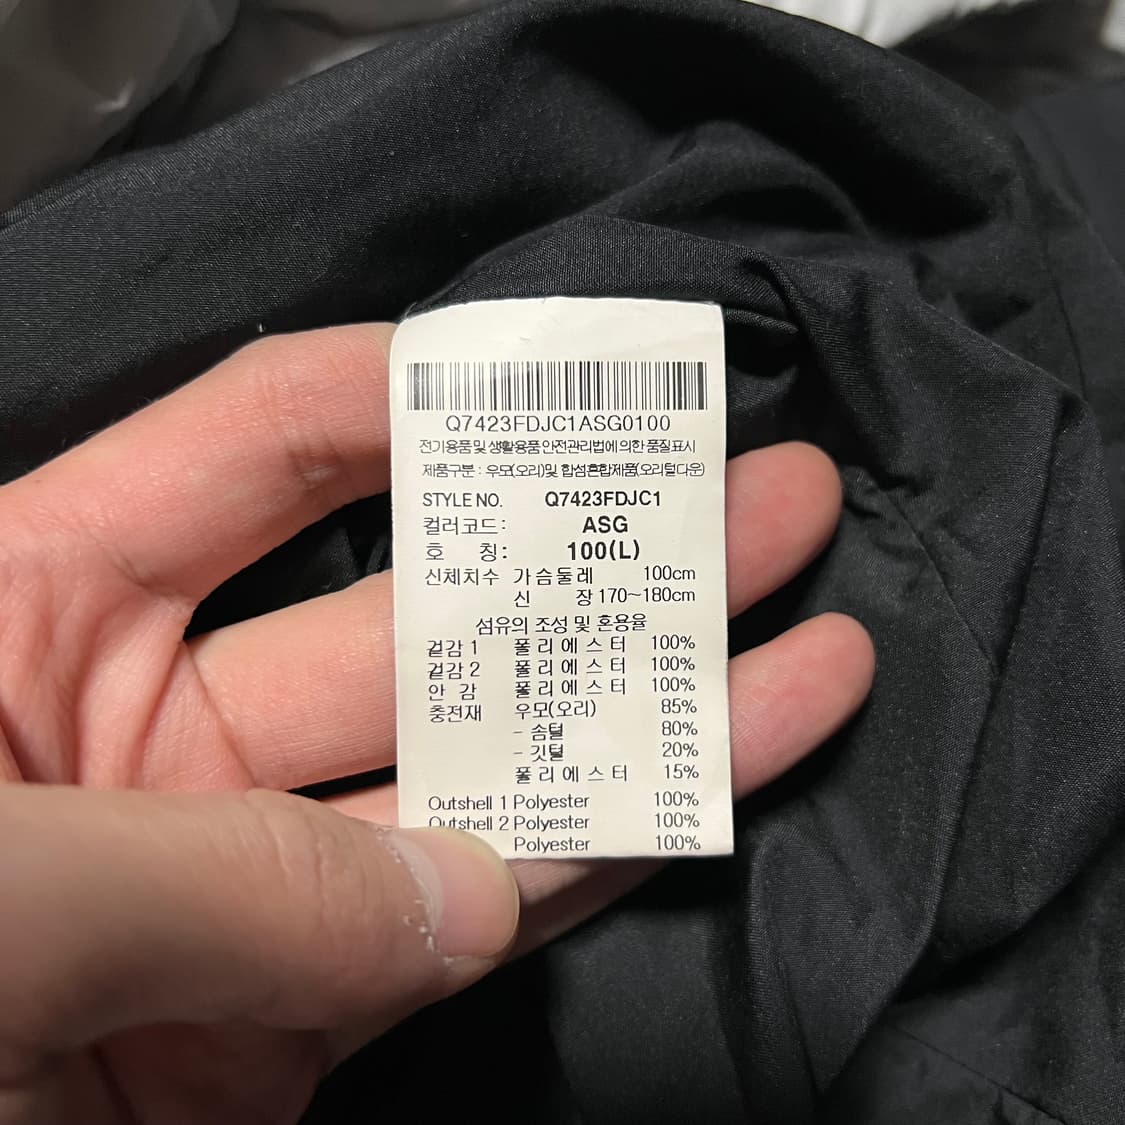 Q7423FDJC1ASG0100
전기용품 및 생활용품 안전관리법에 의한 품질표시
제품구분 : 우모(오리)및 합섬혼합제품(오리털다운)
STYLE NO. Q7423FDJC1
컬러코드: ASG
호 칭: 100(L)
신체치수 가슴둘레 100cm
신 장 170~180cm
섬유의 조성 및 혼용율
겉감 1 폴리에스터 100%
겉감 2 폴리에스터 100%
안 감 폴리에스터 100%
충전재 우모(오리) 85%
- 솜털 80%
- 깃털 20%
폴리에스터 15%
Outshell 1 Polyester 100%
Outshell 2 Polyester 100%
Polyester 100%